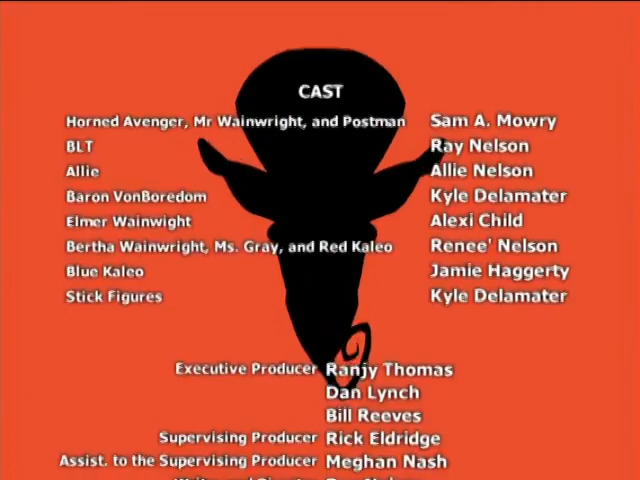 CAST
Horned Avenger, Mr Wainwright, and Postman Sam A. Mowry
BLT Ray Nelson
Allie Allie Nelson
Baron VonBoredom Kyle Delamater
Elmer Wainwight Alexi Child
Bertha Wainwright, Ms. Gray, and Red Kaleo Renee' Nelson
Blue Kaleo Jamie Haggerty
Stick Figures Kyle Delamater
Executive Producer Ranjy Thomas
Dan Lynch
Bill Reeves
Supervising Producer Rick Eldridge
Assist. to the Supervising Producer Meghan Nash